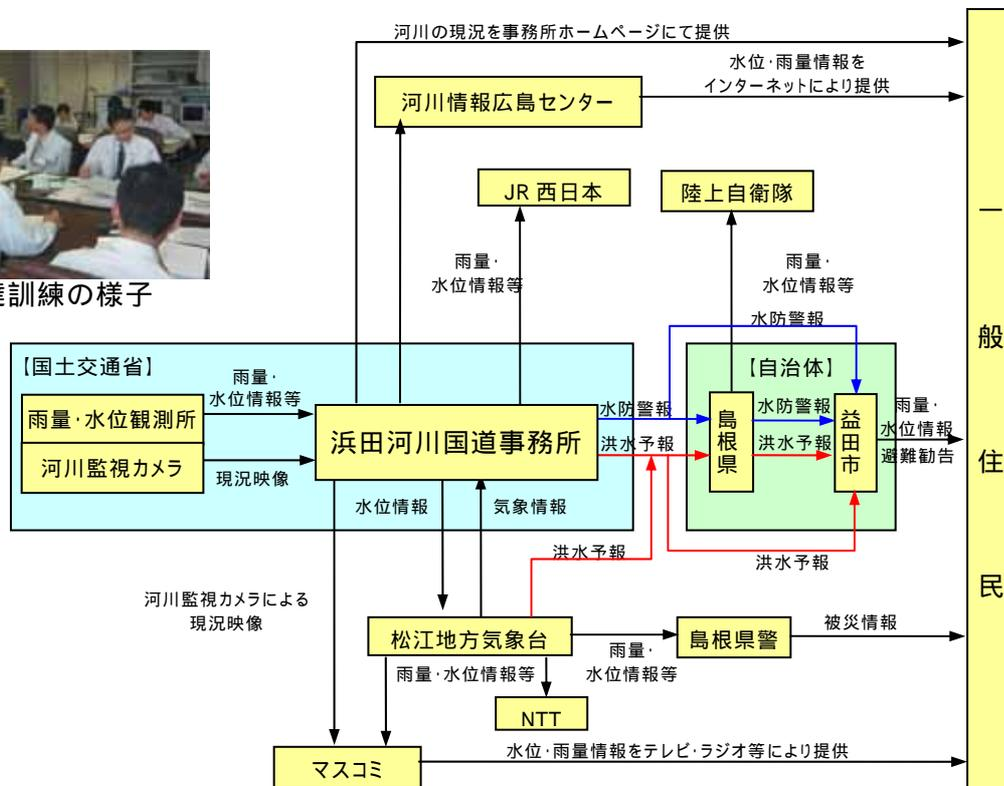 河川の現況を事務所ホームページにて提供
水位・雨量情報を
インターネットにより提供
河川情報広島センター
JR 西日本
陸上自衛隊
一般住民
雨量・
水位情報等
雨量・
水位情報等
訓練の様子
水防警報
【国土交通省】
【自治体】
雨量・
水位情報等
雨量・水位観測所
河川監視カメラ
現況映像
浜田河川国道事務所
水防警報
洪水予報
島根県
水防警報
洪水予報
益田市
雨量・
水位情報
避難勧告
水位情報
気象情報
洪水予報
洪水予報
河川監視カメラによる
現況映像
松江地方気象台
島根県警
被災情報
雨量・水位情報等
雨量・
水位情報等
NTT
マスコミ
水位・雨量情報をテレビ・ラジオ等により提供